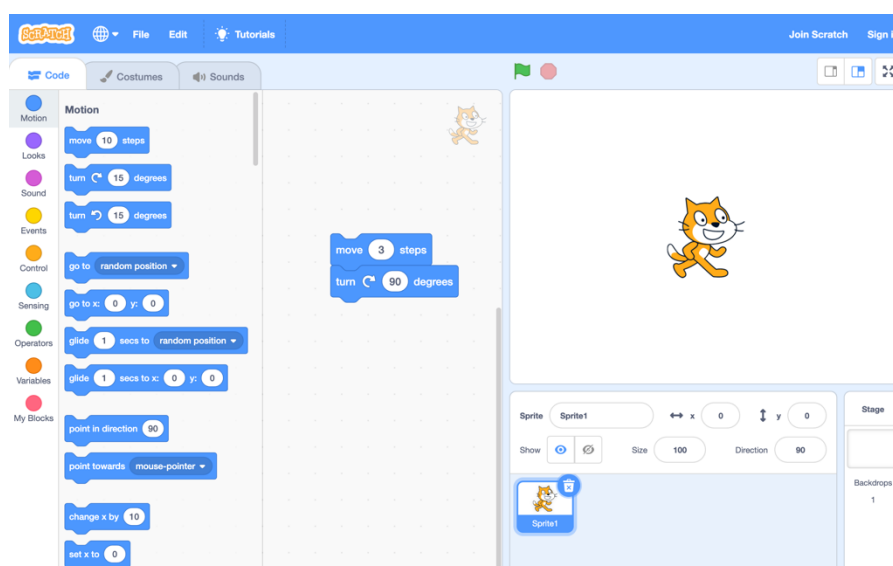 SCRATCH File Edit Tutorials Join Scratch Sign i
Code Costumes Sounds
Motion
Looks
Sound
Events
Control
Sensing
Operators
Variables
My Blocks
Motion
move 10 steps
turn 15 degrees
turn 15 degrees
go to random position
go to x: 0 y: 0
glide 1 secs to random position
glide 1 secs to x: 0 y: 0
point in direction 90
point towards mouse-pointer
change x by 10
set x to 0
move 3 steps
turn 90 degrees
Sprite Sprite1 x 0 y 0
Show Size 100 Direction 90
Sprite1
Stage
Backdrops
1